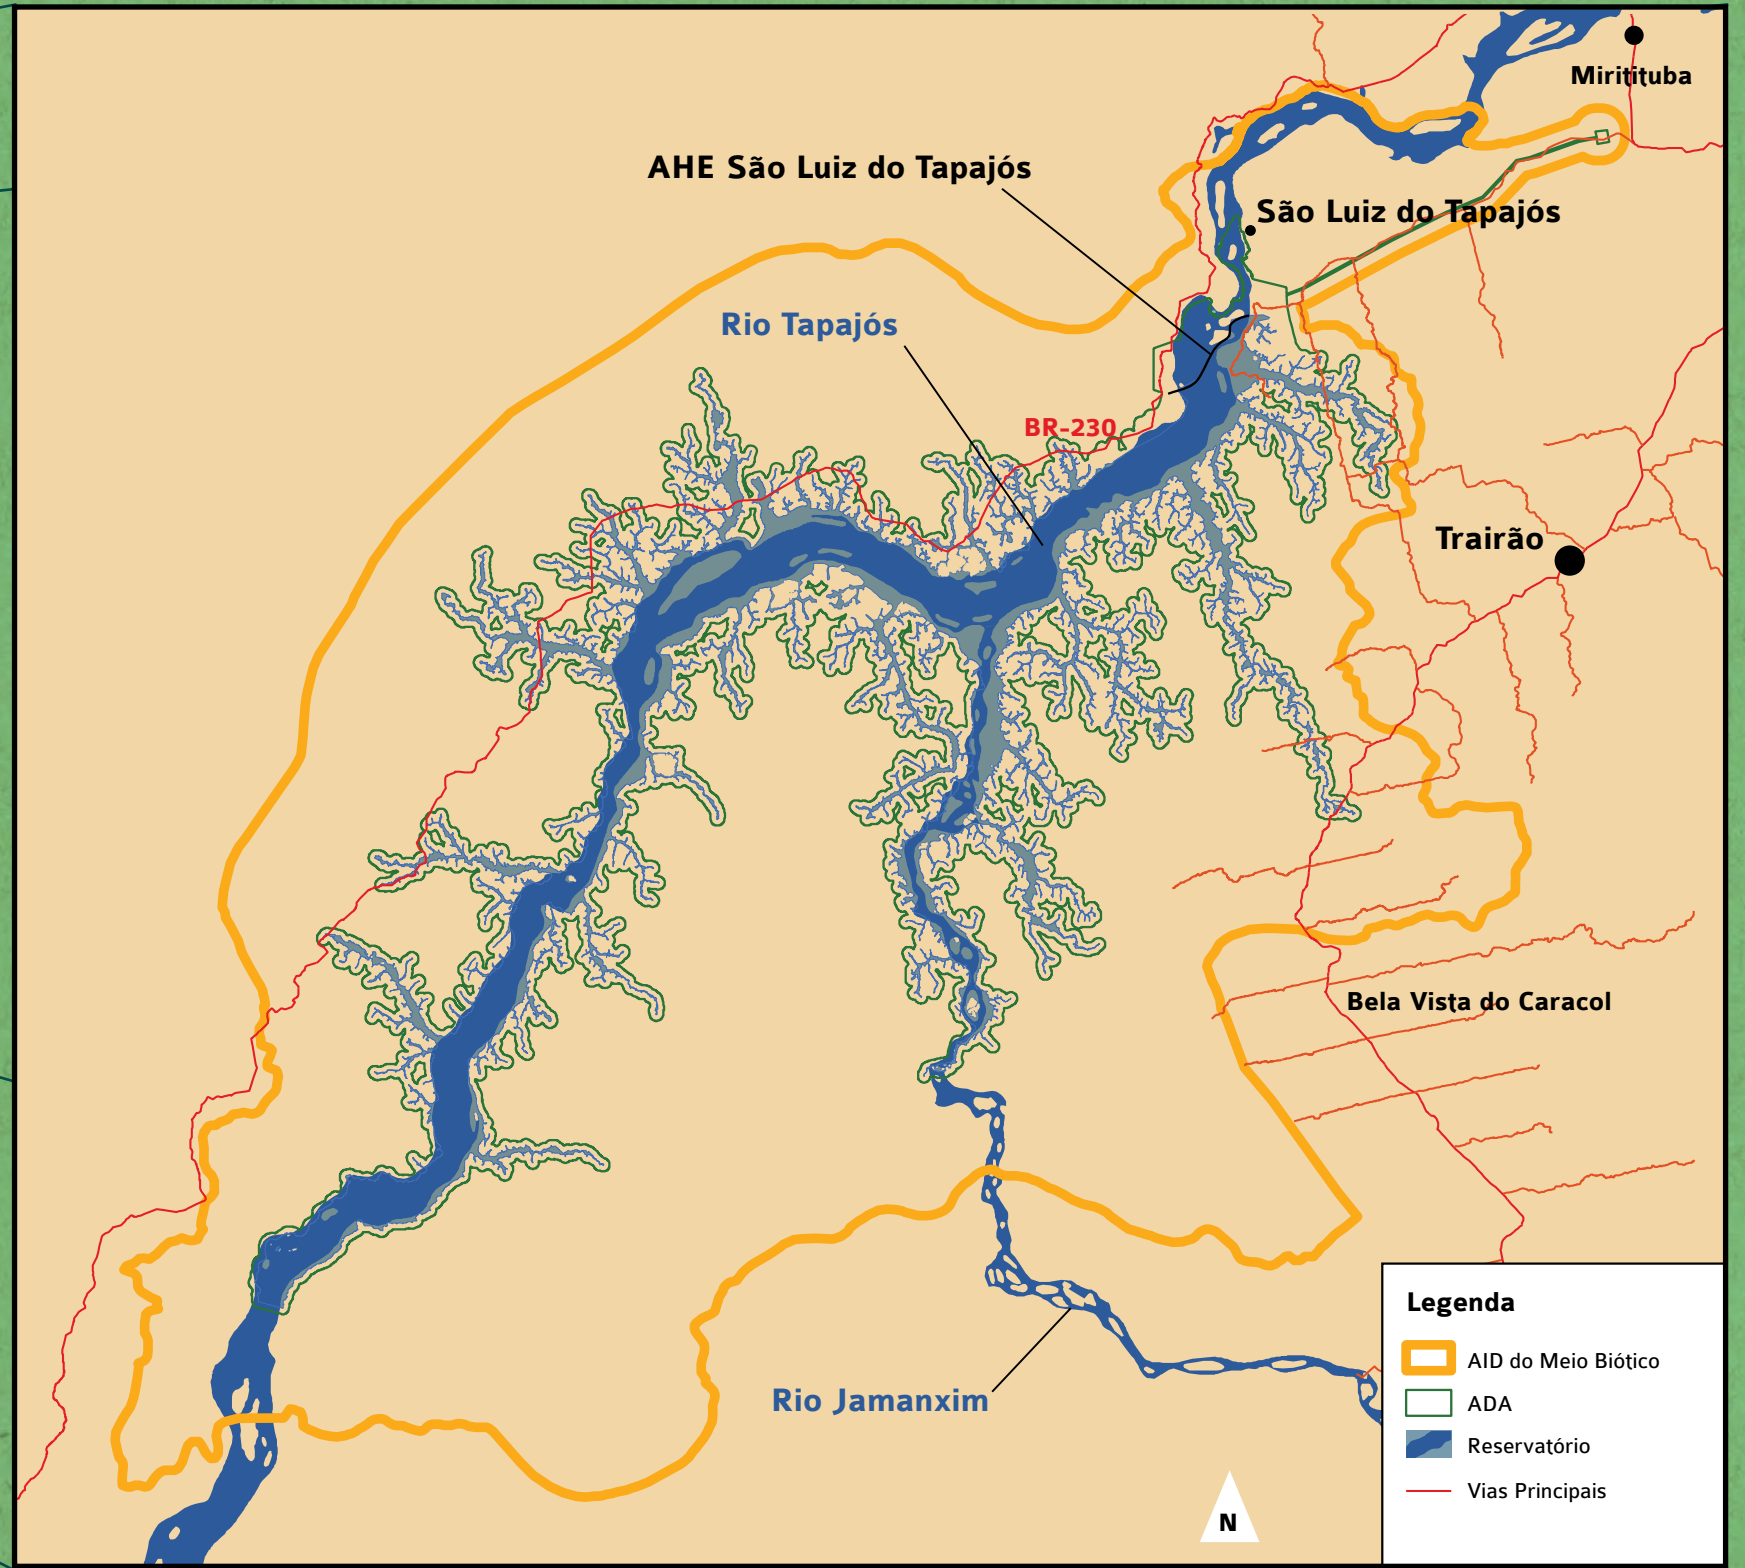 Miritituba
AHE São Luiz do Tapajós
São Luiz do Tapajós
Rio Tapajós
BR-230
Trairão
Bela Vista do Caracol
Rio Jamanxim
N
Legenda
AID do Meio Biótico
ADA
Reservatório
Vias Principais